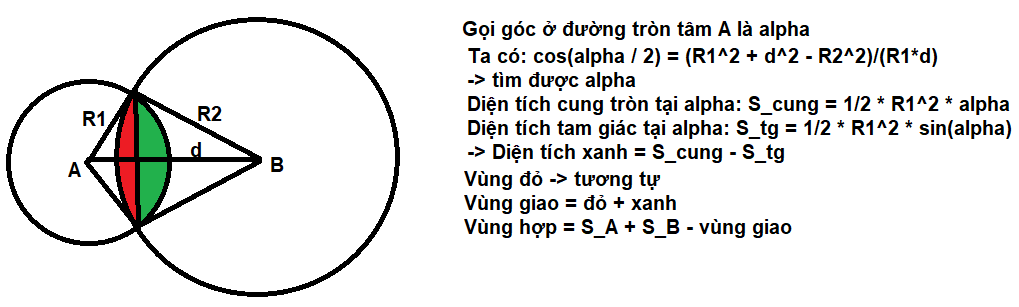 Gọi góc ở đường tròn tâm A là alpha
Ta có: cos(alpha / 2) = (R1^2 + d^2 - R2^2)/(R1*d)
-> tìm được alpha
Diện tích cung tròn tại alpha: S_cung = 1/2 * R1^2 * alpha
Diện tích tam giác tại alpha: S_tg = 1/2 * R1^2 * sin(alpha)
-> Diện tích xanh = S_cung - S_tg
Vùng đỏ -> tương tự
Vùng giao = đỏ + xanh
Vùng hợp = S_A + S_B - vùng giao
R1
R2
d
A
B